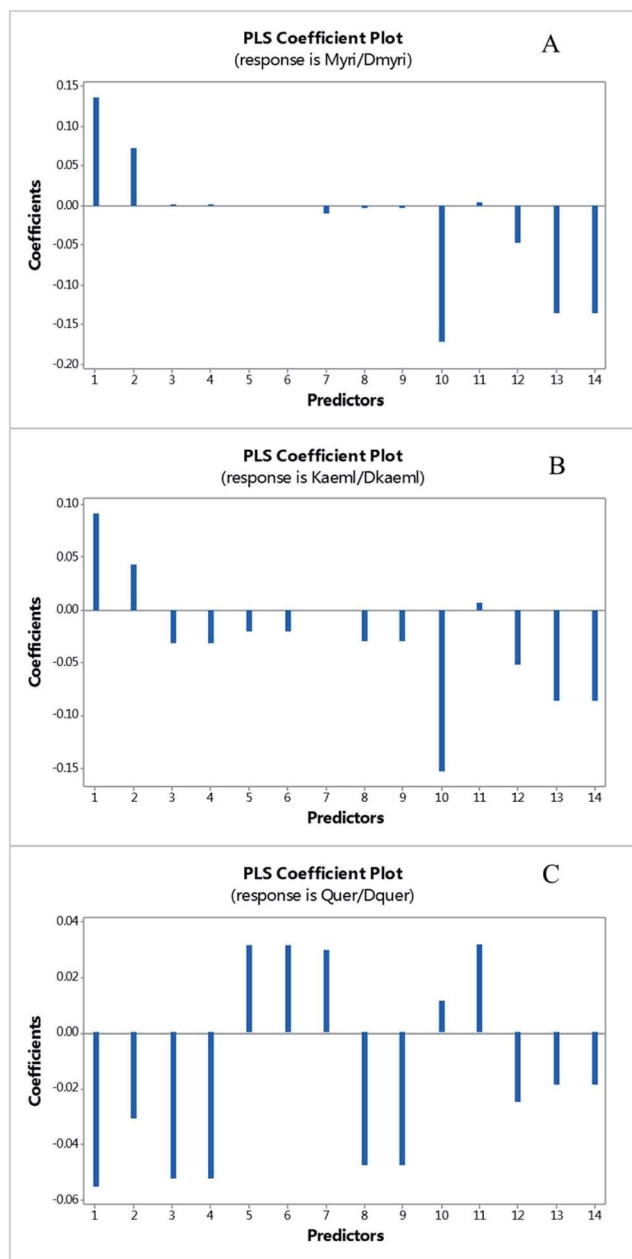 PLS Coefficient Plot
(response is Myri/Dmyri)
A
0.15
0.10
0.05
0.00
-0.05
-0.10
-0.15
-0.20
Coefficients
1 2 3 4 5 6 7 8 9 10 11 12 13 14
Predictors
PLS Coefficient Plot
(response is Kaeml/Dkaeml)
B
0.10
0.05
0.00
-0.05
-0.10
-0.15
Coefficients
1 2 3 4 5 6 7 8 9 10 11 12 13 14
Predictors
PLS Coefficient Plot
(response is Quer/Dquer)
C
0.04
0.02
0.00
-0.02
-0.04
-0.06
Coefficients
1 2 3 4 5 6 7 8 9 10 11 12 13 14
Predictors